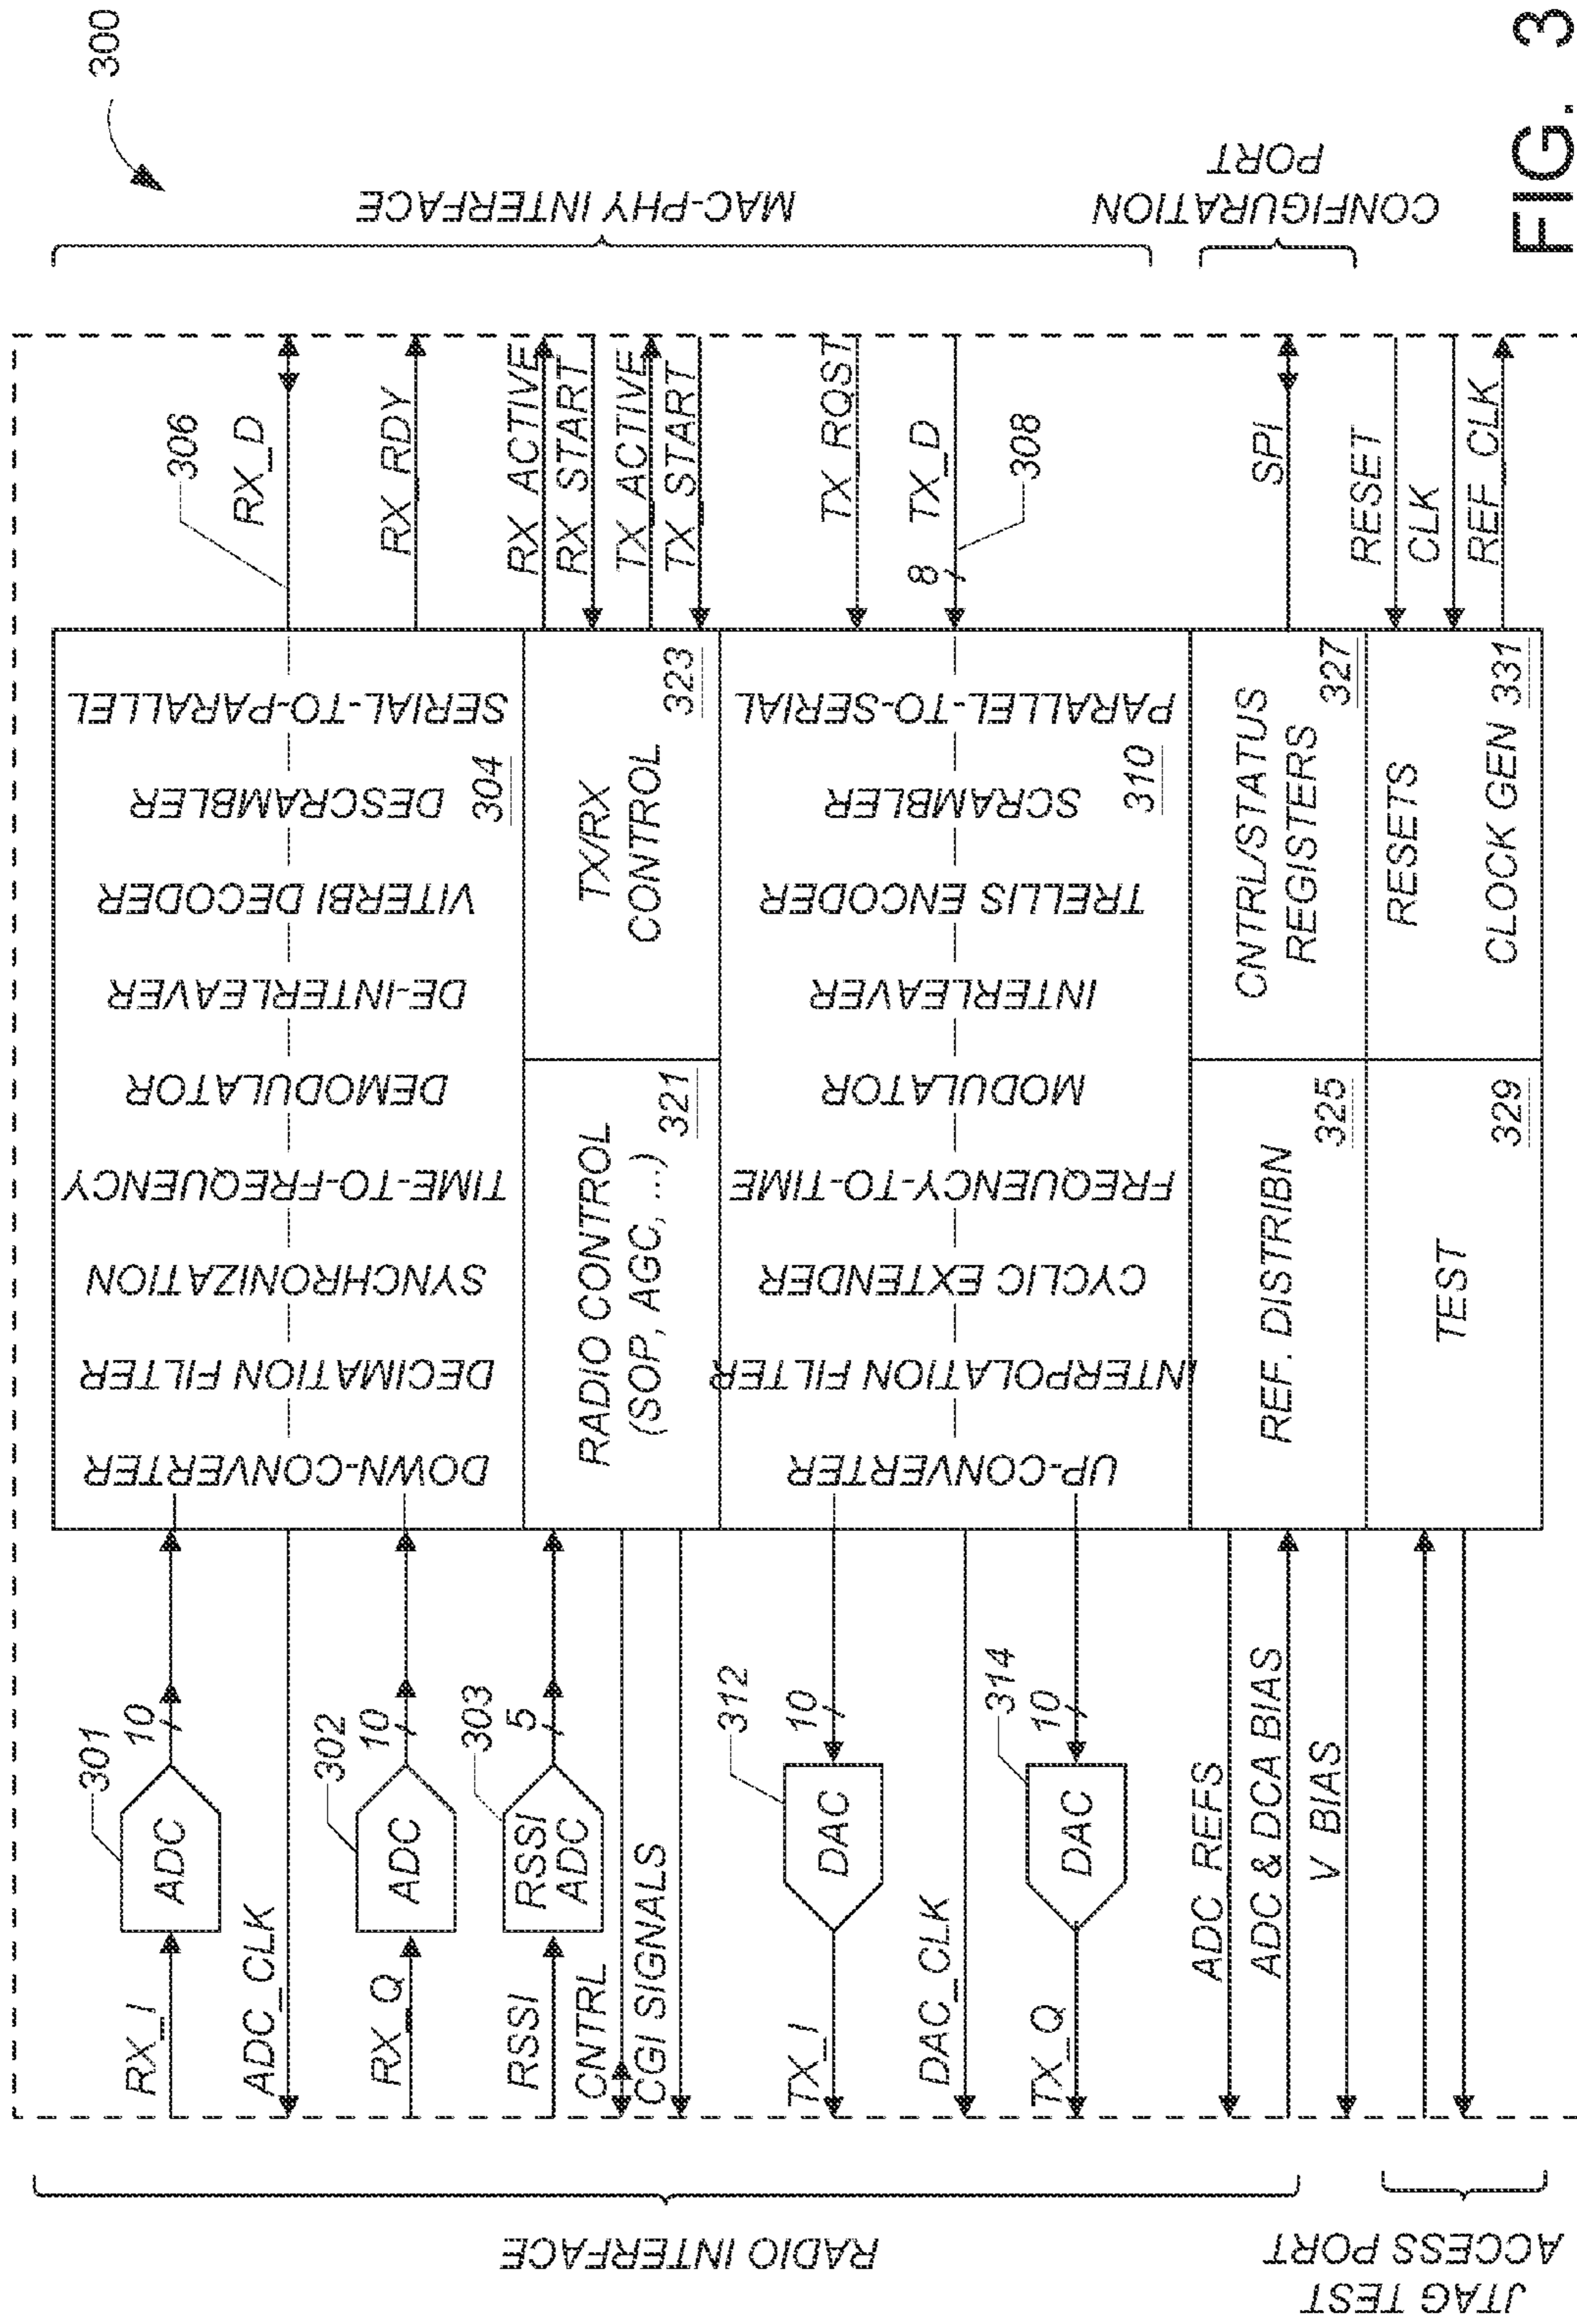 300
RADIO INTERFACE
JTAG TEST
ACCESS PORT
RX_I
301
ADC
10
ADC_CLK
RX_Q
302
ADC
10
RSSI
303
RSSI
ADC
5
CNTRL
CGI SIGNALS
TX_I
312
DAC
10
DAC_CLK
TX_Q
314
DAC
10
ADC REFS
ADC & DCA BIAS
V BIAS
DOWN-CONVERTER
DECIMATION FILTER
SYNCHRONIZATION
TIME-TO-FREQUENCY
DEMODULATOR
DE-INTERLEAVER
VITERBI DECODER
DESCRAMBLER
SERIAL-TO-PARALLEL
304
RADIO CONTROL
(SOP, AGC, ...)
321
TX/RX
CONTROL
323
UP-CONVERTER
INTERPOLATION FILTER
CYCLIC EXTENDER
FREQUENCY-TO-TIME
MODULATOR
INTERLEAVER
TRELLIS ENCODER
SCRAMBLER
PARALLEL-TO-SERIAL
310
REF. DISTRIBN
325
CNTRL/STATUS
REGISTERS
327
TEST
329
RESETS
CLOCK GEN 331
306
RX_D
RX_RDY
RX_ACTIVE
RX_START
TX_ACTIVE
TX_START
TX_RQST
8
TX_D
308
SPI
RESET
CLK
REF_CLK
MAC-PHY INTERFACE
CONFIGURATION
PORT
FIG. 3